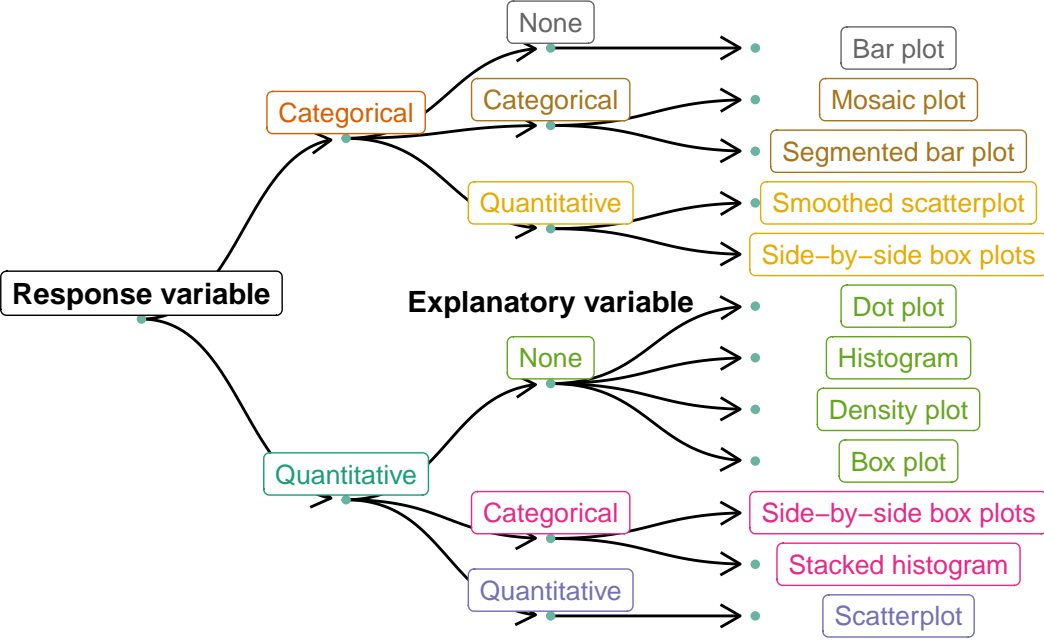 None
Bar plot
Categorical
Categorical
Mosaic plot
Segmented bar plot
Quantitative
Smoothed scatterplot
Side−by−side box plots
Response variable
Explanatory variable
Dot plot
None
Histogram
Density plot
Box plot
Quantitative
Categorical
Side−by−side box plots
Stacked histogram
Quantitative
Scatterplot